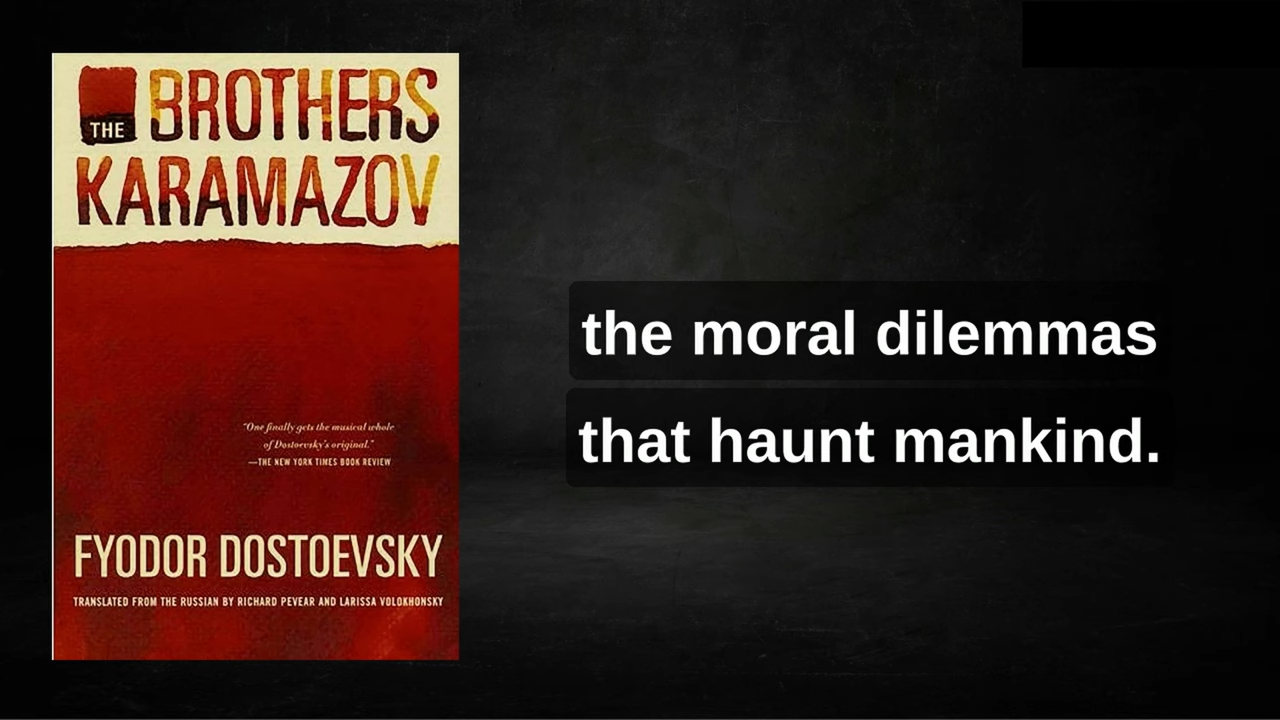 THE BROTHERS
KARAMAZOV
"One finally gets the musical whole
of Dostoevsky's original."
—THE NEW YORK TIMES BOOK REVIEW
FYODOR DOSTOEVSKY
TRANSLATED FROM THE RUSSIAN BY RICHARD PEVEAR AND LARISSA VOLOKHONSKY
the moral dilemmas
that haunt mankind.